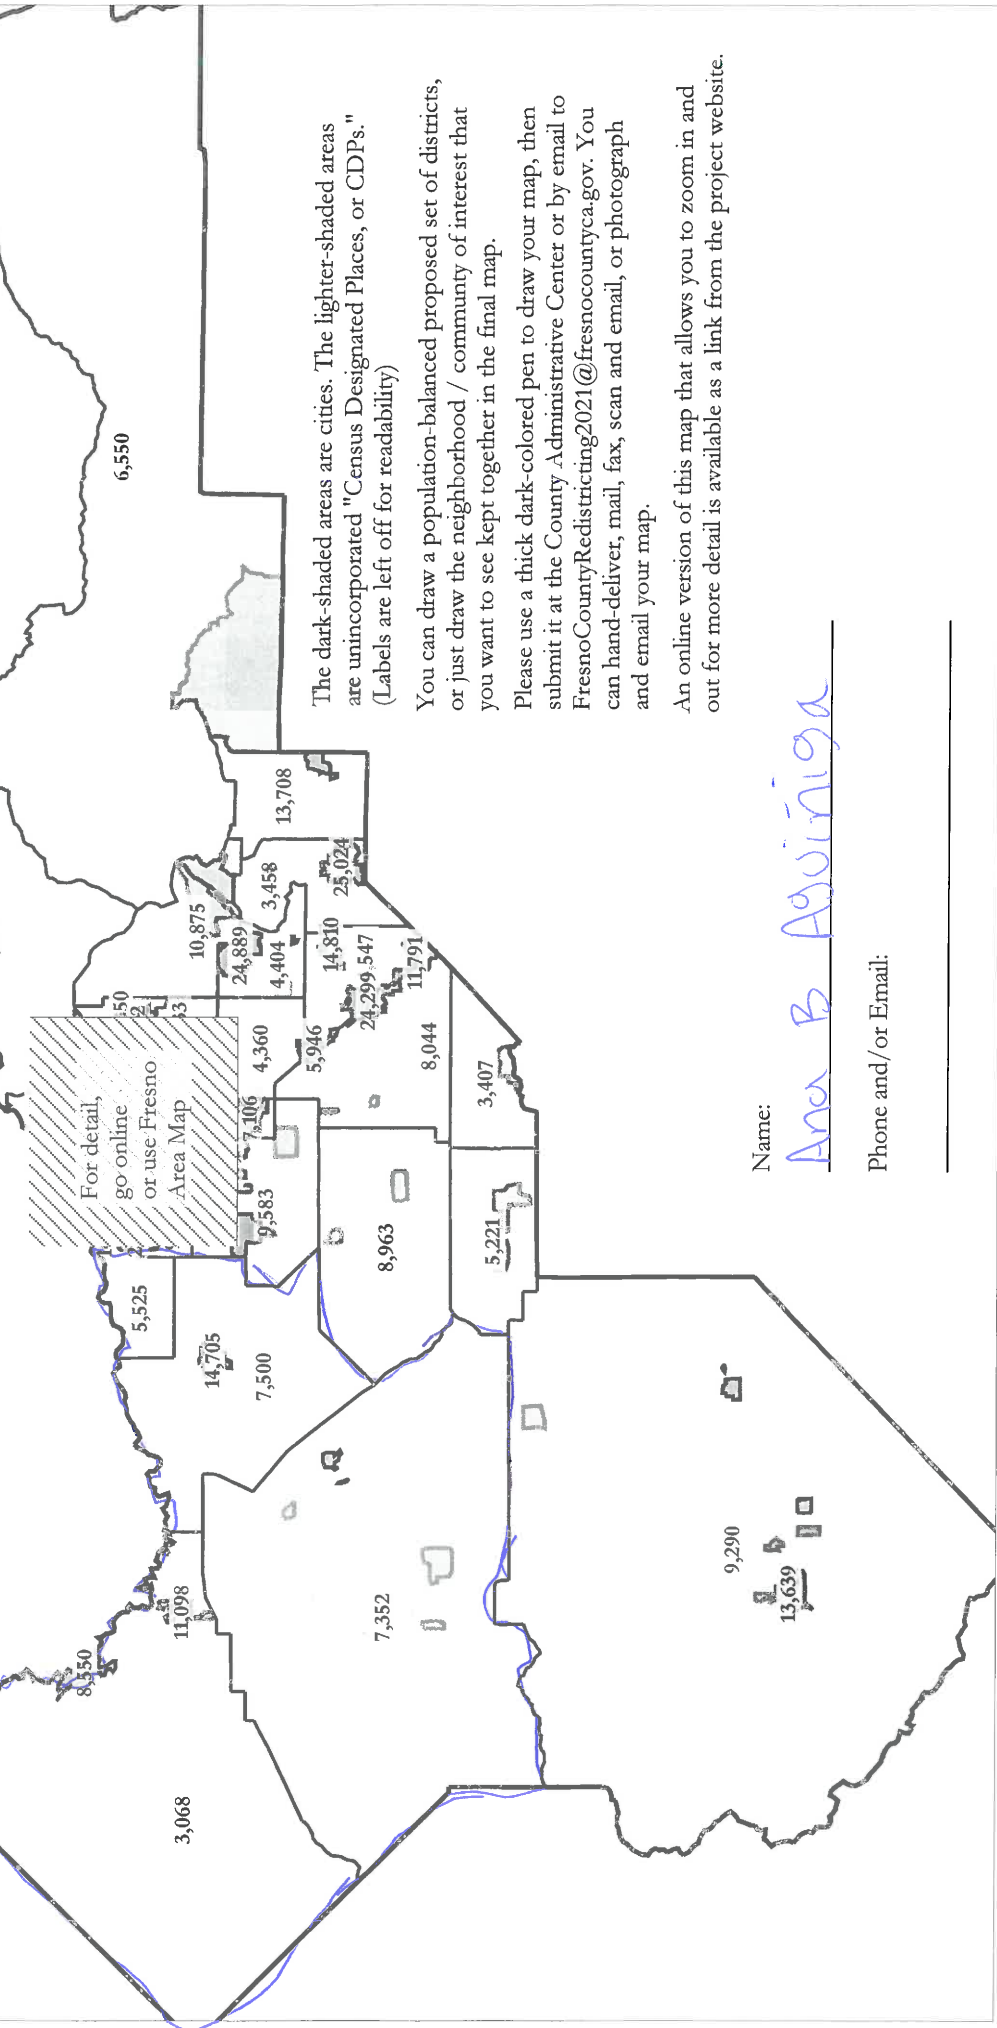 6,550
The dark-shaded areas are cities. The lighter-shaded areas
are unincorporated "Census Designated Places, or CDPs."
(Labels are left off for readability)
You can draw a population-balanced proposed set of districts,
or just draw the neighborhood / community of interest that
you want to see kept together in the final map.
Please use a thick dark-colored pen to draw your map, then
submit it at the County Administrative Center or by email to
FresnoCountyRedistricting2021@fresnocountyca.gov. You
can hand-deliver, mail, fax, scan and email, or photograph
and email your map.
An online version of this map that allows you to zoom in and
out for more detail is available as a link from the project website.
Name:
Ana B Aguiñiga
Phone and/or Email:
For detail,
go online
or use Fresno
Area Map
13,708
10,875
3,458
25,024
24,889
4,404
14,810
547
24,299
11,791
4,360
5,946
8,044
3,407
7,106
9,583
8,963
5,221
5,525
14,705
7,500
11,098
8,550
7,352
3,068
9,290
13,639